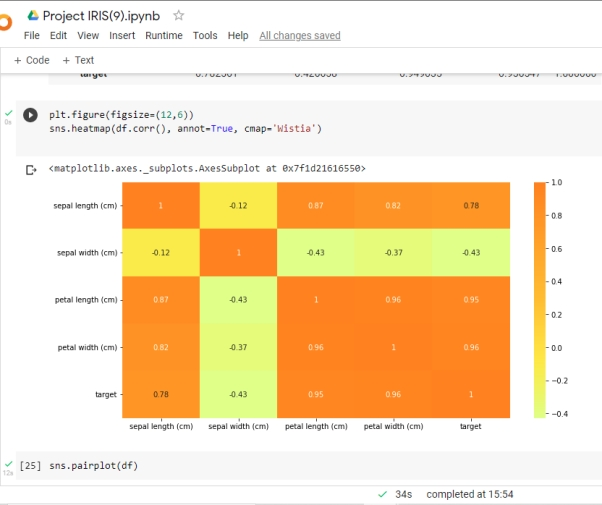 Project IRIS(9).ipynb
File Edit View Insert Runtime Tools Help All changes saved
+ Code + Text
target 0.782561 0.949035 1.000000
0s
plt.figure(figsize=(12,6))
sns.heatmap(df.corr(), annot=True, cmap='Wistia')
<matplotlib.axes._subplots.AxesSubplot at 0x7f1d21616550>
sepal length (cm) 1 -0.12 0.87 0.82 0.78
sepal width (cm) -0.12 1 -0.43 -0.37 -0.43
petal length (cm) 0.87 -0.43 1 0.96 0.95
petal width (cm) 0.82 -0.37 0.96 1 0.96
target 0.78 -0.43 0.95 0.96 1
sepal length (cm) sepal width (cm) petal length (cm) petal width (cm) target
1.0
0.8
0.6
0.4
0.2
0.0
−0.2
−0.4
[25] sns.pairplot(df)
12s
34s completed at 15:54